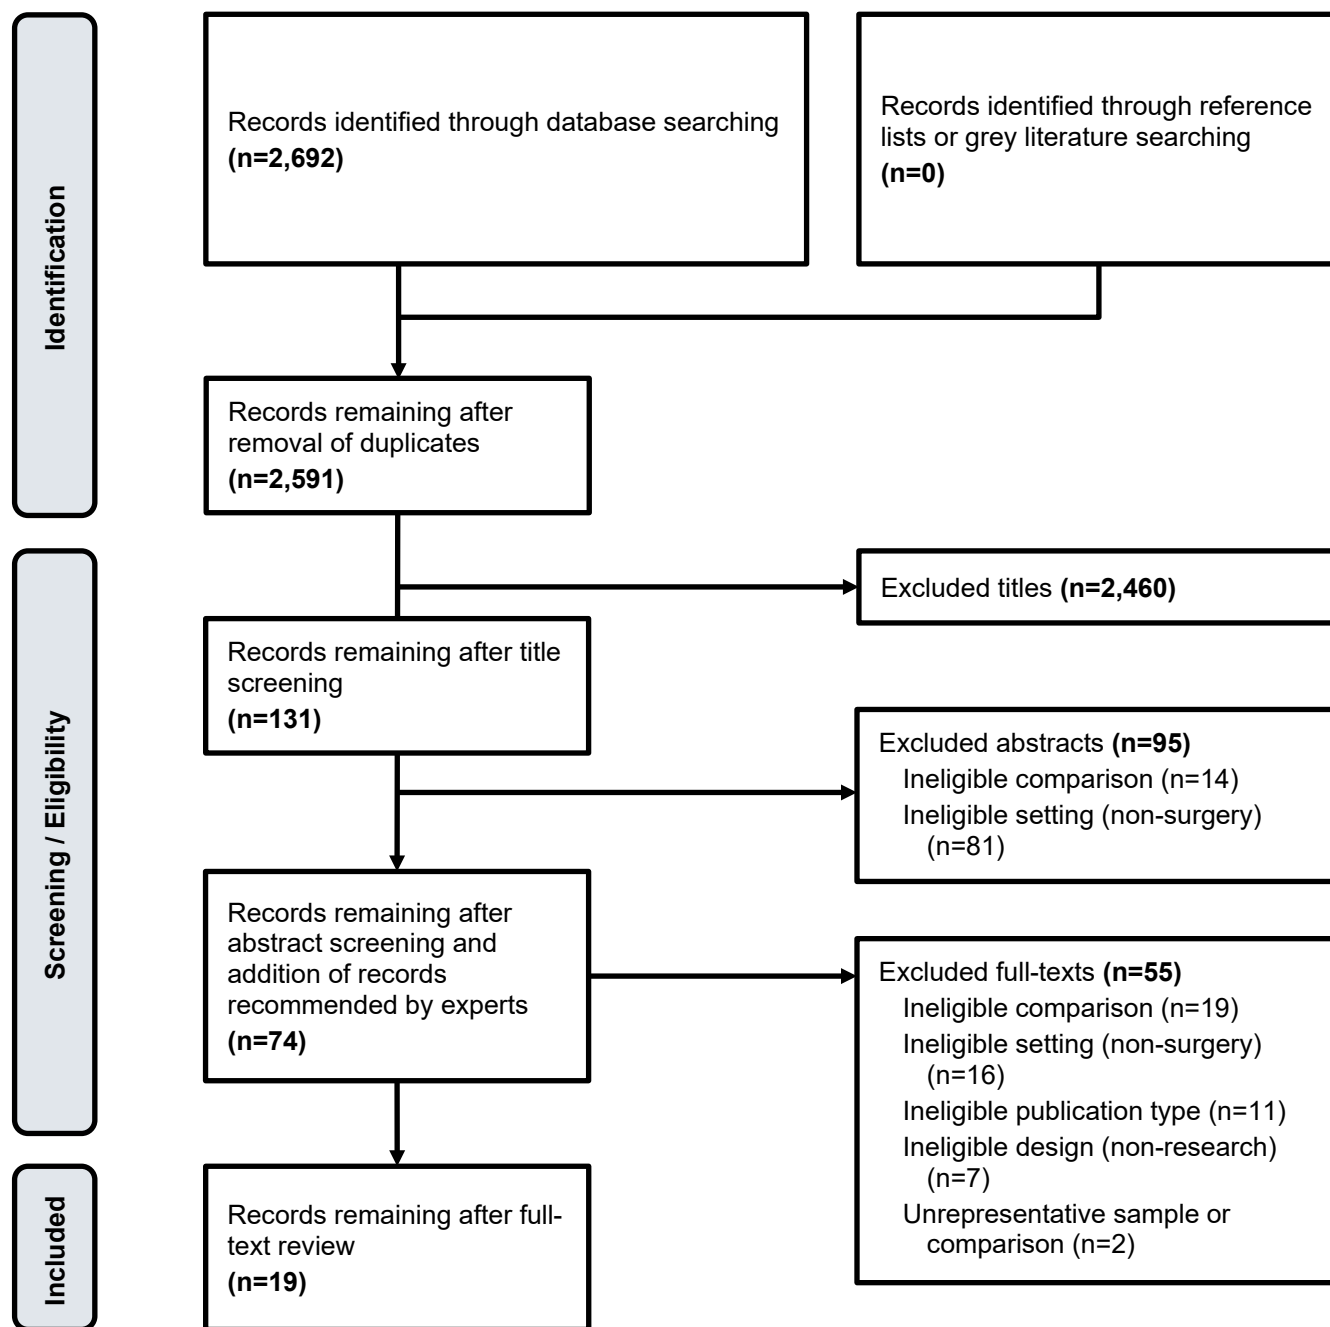 Identification
Records identified through database searching
(n=2,692)
Records identified through reference
lists or grey literature searching
(n=0)
Records remaining after
removal of duplicates
(n=2,591)
Screening / Eligibility
Excluded titles (n=2,460)
Records remaining after title
screening
(n=131)
Excluded abstracts (n=95)
Ineligible comparison (n=14)
Ineligible setting (non-surgery)
(n=81)
Records remaining after
abstract screening and
addition of records
recommended by experts
(n=74)
Excluded full-texts (n=55)
Ineligible comparison (n=19)
Ineligible setting (non-surgery)
(n=16)
Ineligible publication type (n=11)
Ineligible design (non-research)
(n=7)
Unrepresentative sample or
comparison (n=2)
Included
Records remaining after full-
text review
(n=19)